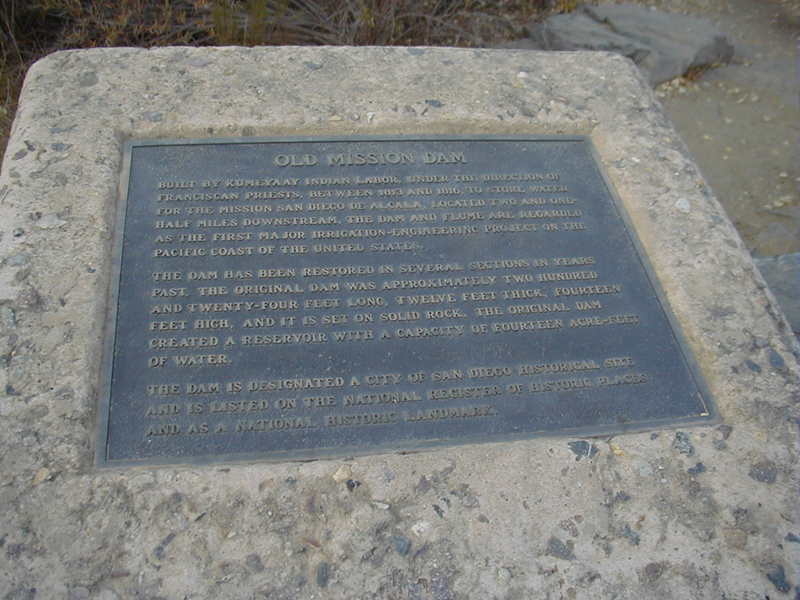 OLD MISSION DAM
BUILT BY KUMEYAAY INDIAN LABOR, UNDER THE DIRECTION OF
FRANCISCAN PRIESTS, BETWEEN 1813 AND 1816, TO STORE WATER
FOR THE MISSION SAN DIEGO DE ALCALA, LOCATED TWO AND ONE-
HALF MILES DOWNSTREAM. THE DAM AND FLUME ARE REGARDED
AS THE FIRST MAJOR IRRIGATION-ENGINEERING PROJECT ON THE
PACIFIC COAST OF THE UNITED STATES.
THE DAM HAS BEEN RESTORED IN SEVERAL SECTIONS IN YEARS
PAST. THE ORIGINAL DAM WAS APPROXIMATELY TWO HUNDRED
AND TWENTY-FOUR FEET LONG, TWELVE FEET THICK, FOURTEEN
FEET HIGH, AND IT IS SET ON SOLID ROCK. THE ORIGINAL DAM
CREATED A RESERVOIR WITH A CAPACITY OF FOURTEEN ACRE-FEET
OF WATER.
THE DAM IS DESIGNATED A CITY OF SAN DIEGO HISTORICAL SITE
AND IS LISTED ON THE NATIONAL REGISTER OF HISTORIC PLACES
AND AS A NATIONAL HISTORIC LANDMARK.